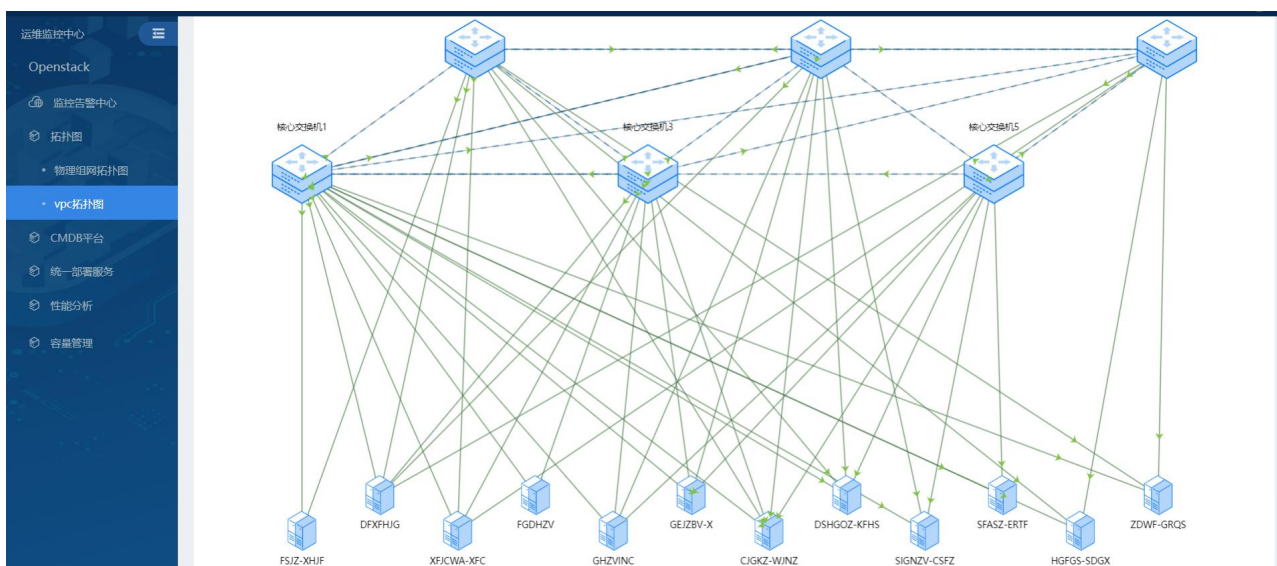 运维监控中心
Openstack
监控告警中心
拓扑图
物理组网拓扑图
vpc拓扑图
CMDB平台
统一部署服务
性能分析
容量管理
核心交换机1
核心交换机3
核心交换机5
DFXFHJG
FGDHZV
GEJZBV-X
DSHGOZ-KFHS
SFASZ-ERTF
ZDWF-GRQS
FSJZ-XHJF
XFJCWA-XFC
GHZVINC
CJGKZ-WJNZ
SIGNZV-CSFZ
HGFGS-SDGX